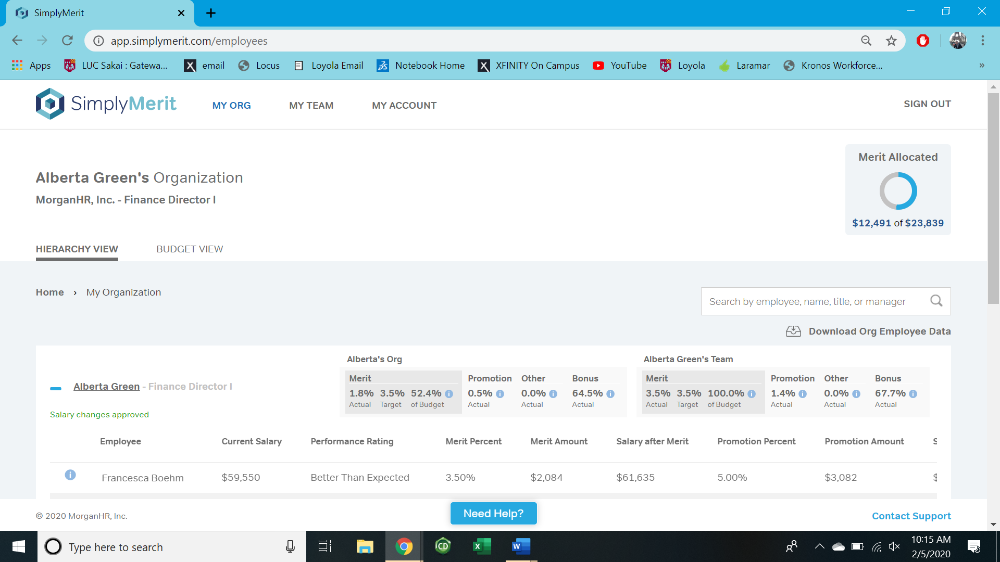 SimplyMerit
app.simplymerit.com/employees
Apps LUC Sakai : Gatewa... email Locus Loyola Email Notebook Home XFINITY On Campus YouTube Loyola Laramar Kronos Workforce... »
SimplyMerit MY ORG MY TEAM MY ACCOUNT SIGN OUT
Merit Allocated
Alberta Green's Organization
MorganHR, Inc. - Finance Director I
$12,491 of $23,839
HIERARCHY VIEW BUDGET VIEW
Home › My Organization
Search by employee, name, title, or manager
Download Org Employee Data
Alberta's Org Alberta Green's Team
Merit Promotion Other Bonus Merit Promotion Other Bonus
Alberta Green - Finance Director I
1.8% 3.5% 52.4% 0.5% 0.0% 64.5% 3.5% 3.5% 100.0% 1.4% 0.0% 67.7%
Actual Target of Budget Actual Actual Actual Actual Target of Budget Actual Actual Actual
Salary changes approved
Employee Current Salary Performance Rating Merit Percent Merit Amount Salary after Merit Promotion Percent Promotion Amount S
Francesca Boehm $59,550 Better Than Expected 3.50% $2,084 $61,635 5.00% $3,082 $
Need Help?
© 2020 MorganHR, Inc. Contact Support
Type here to search
CD
10:15 AM
2/5/2020